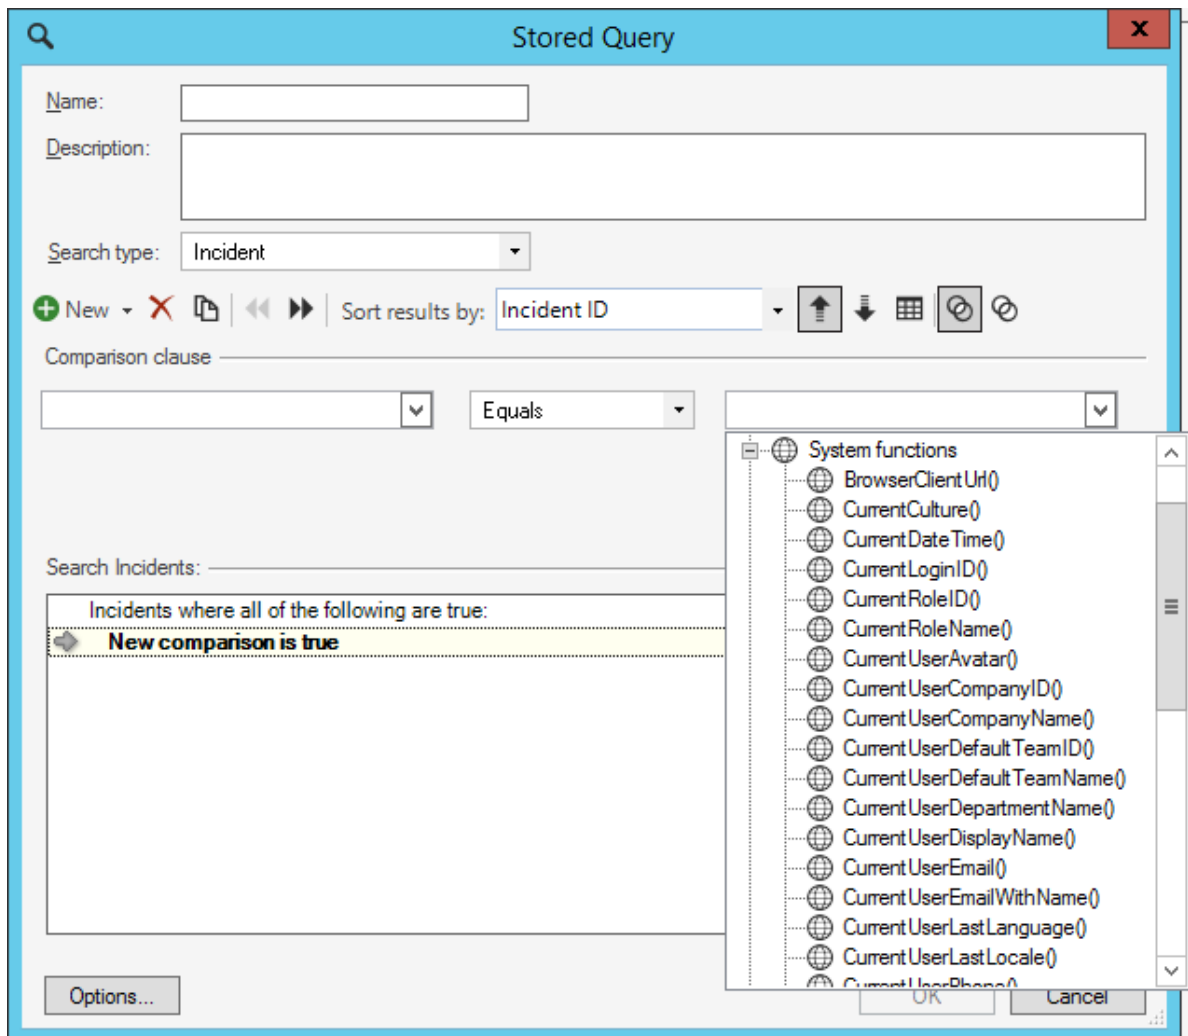 Stored Query
x
Name:
Description:
Search type: Incident
New Sort results by: Incident ID
Comparison clause
Equals
System functions
BrowserClientUrl()
CurrentCulture()
CurrentDateTime()
CurrentLoginID()
CurrentRoleID()
CurrentRoleName()
CurrentUserAvatar()
CurrentUserCompanyID()
CurrentUserCompanyName()
CurrentUserDefaultTeamID()
CurrentUserDefaultTeamName()
CurrentUserDepartmentName()
CurrentUserDisplayName()
CurrentUserEmail()
CurrentUserEmailWithName()
CurrentUserLastLanguage()
CurrentUserLastLocale()
CurrentUserPhone()
Search Incidents:
Incidents where all of the following are true:
New comparison is true
Options... OK Cancel